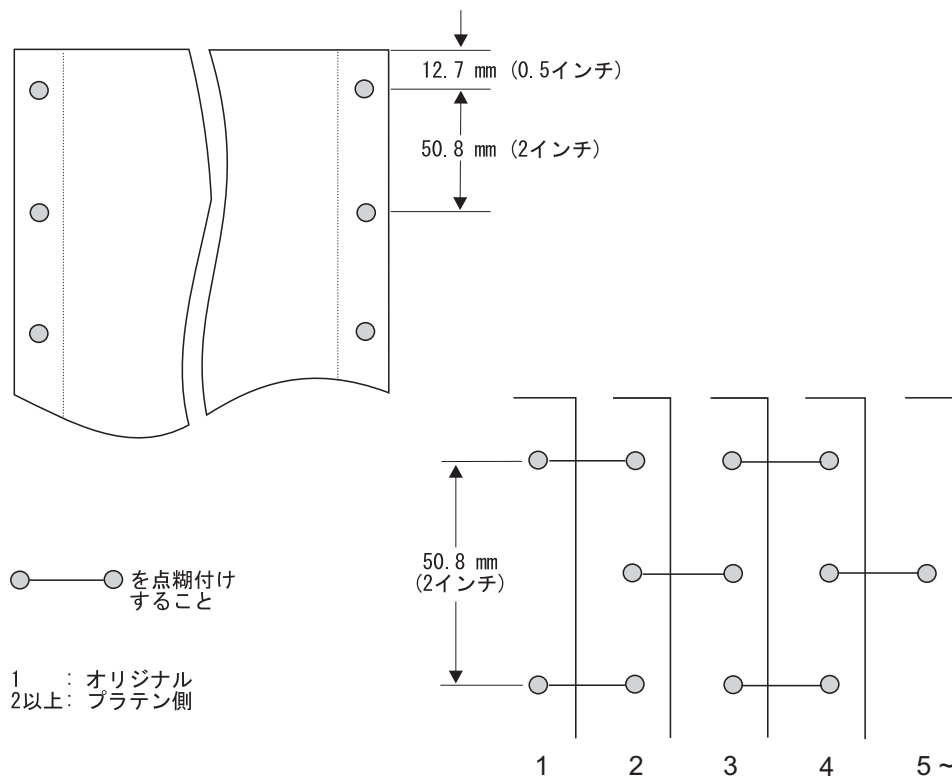 12.7 mm (0.5インチ)
50.8 mm (2インチ)
50.8 mm
(2インチ)
を点糊付け
すること
1 : オリジナル
2以上: プラテン側
1 2 3 4 5～